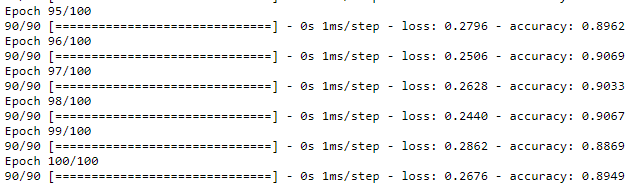 Epoch 95/100
90/90 [==============================] - 0s 1ms/step - loss: 0.2796 - accuracy: 0.8962
Epoch 96/100
90/90 [==============================] - 0s 1ms/step - loss: 0.2506 - accuracy: 0.9069
Epoch 97/100
90/90 [==============================] - 0s 1ms/step - loss: 0.2628 - accuracy: 0.9033
Epoch 98/100
90/90 [==============================] - 0s 1ms/step - loss: 0.2440 - accuracy: 0.9067
Epoch 99/100
90/90 [==============================] - 0s 1ms/step - loss: 0.2862 - accuracy: 0.8869
Epoch 100/100
90/90 [==============================] - 0s 1ms/step - loss: 0.2676 - accuracy: 0.8949